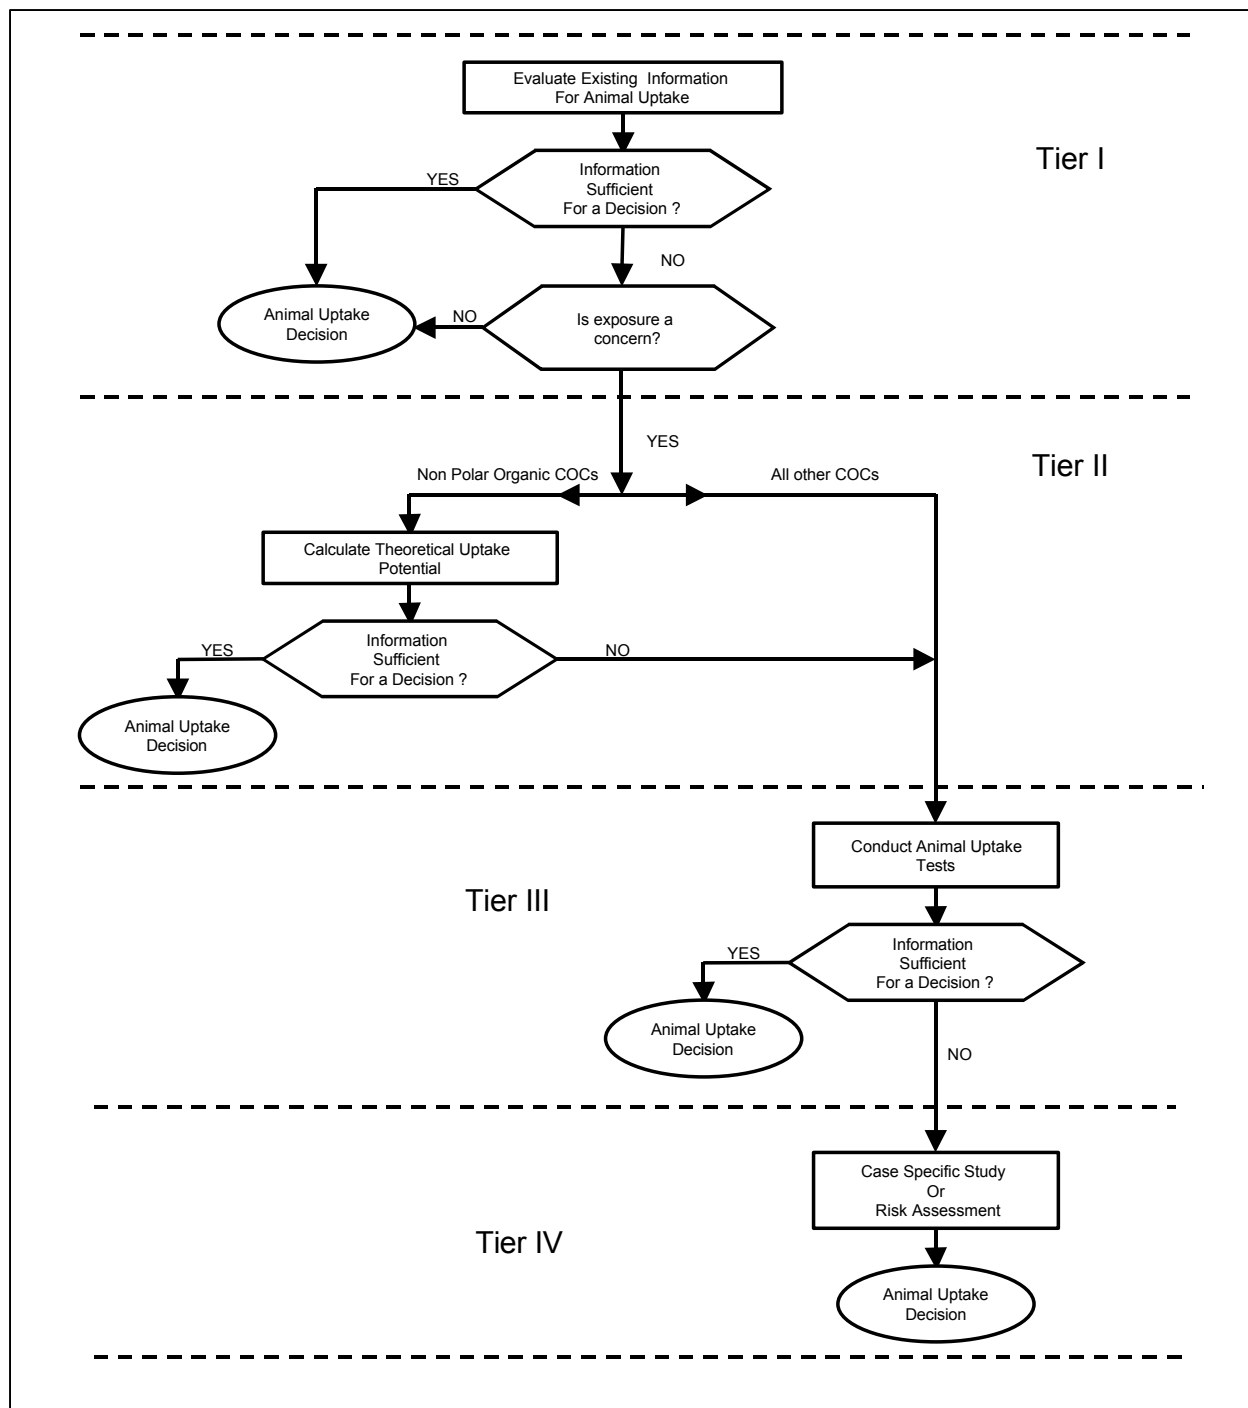 Evaluate Existing Information
For Animal Uptake
Tier I
Information
Sufficient
For a Decision ?
YES
NO
Animal Uptake
Decision
NO
Is exposure a
concern?
YES
Tier II
Non Polar Organic COCs
All other COCs
Calculate Theoretical Uptake
Potential
YES
Information
Sufficient
For a Decision ?
NO
Animal Uptake
Decision
Conduct Animal Uptake
Tests
Tier III
YES
Information
Sufficient
For a Decision ?
Animal Uptake
Decision
NO
Case Specific Study
Or
Risk Assessment
Tier IV
Animal Uptake
Decision